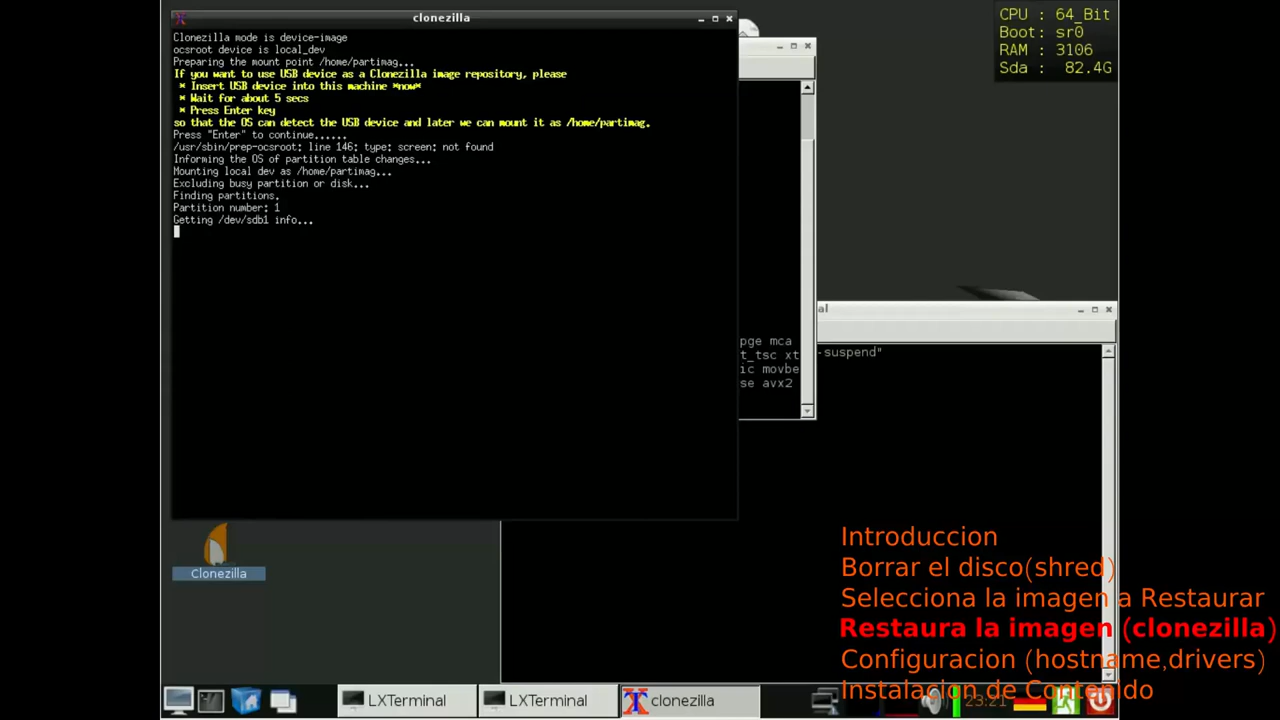 clonezilla
Clonezilla mode is device-image
ocsroot device is local_dev
Preparing the mount point /home/partimag...
If you want to use USB device as a Clonezilla image repository, please
* Insert USB device into this machine *now*
* Wait for about 5 secs
* Press Enter key
so that the OS can detect the USB device and later we can mount it as /home/partimag.
Press "Enter" to continue......
/usr/sbin/prep-ocsroot: line 146: type: screen: not found
Informing the OS of partition table changes...
Mounting local dev as /home/partimag...
Excluding busy partition or disk...
Finding partitions.
Partition number: 1
Getting /dev/sdb1 info...
CPU : 64_Bit
Boot: sr0
RAM : 3106
Sda : 82.4G
al
pge mca
t_tsc xt
ic movbe
se avx2
-suspend"
Clonezilla
Introduccion
Borrar el disco(shred)
Selecciona la imagen a Restaurar
Restaura la imagen (clonezilla)
Configuracion (hostname,drivers)
Instalacion de Contenido
LXTerminal
LXTerminal
clonezilla
23:21